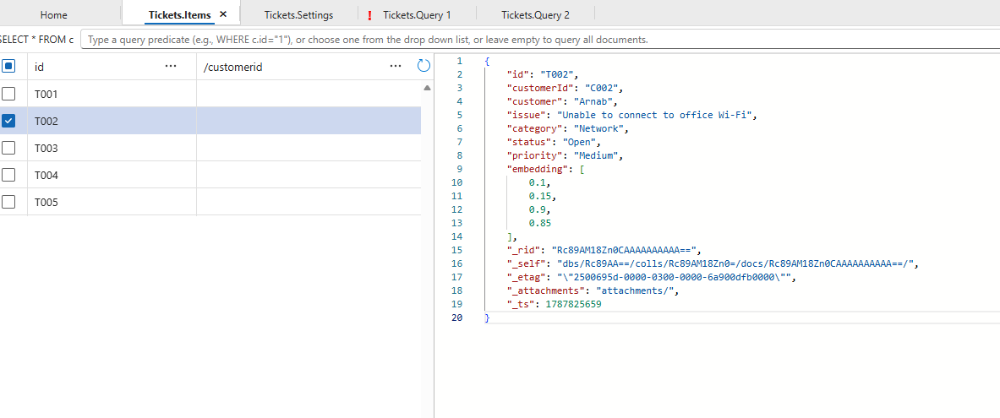 Home
Tickets.Items ✕
Tickets.Settings
! Tickets.Query 1
Tickets.Query 2
SELECT * FROM c
Type a query predicate (e.g., WHERE c.id="1"), or choose one from the drop down list, or leave empty to query all documents.
id ··· /customerid ···
T001
T002
T003
T004
T005
1 {
2 "id": "T002",
3 "customerId": "C002",
4 "customer": "Arnab",
5 "issue": "Unable to connect to office Wi-Fi",
6 "category": "Network",
7 "status": "Open",
8 "priority": "Medium",
9 "embedding": [
10 0.1,
11 0.15,
12 0.9,
13 0.85
14 ],
15 "_rid": "Rc89AM18Zn0CAAAAAAAAAA==",
16 "_self": "dbs/Rc89AA==/colls/Rc89AM18Zn0=/docs/Rc89AM18Zn0CAAAAAAAAAA==/",
17 "_etag": "\"2500695d-0000-0300-0000-6a900dfb0000\"",
18 "_attachments": "attachments/",
19 "_ts": 1787825659
20 }